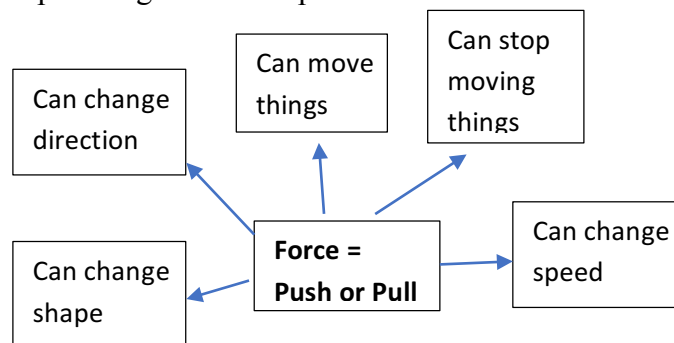 Can stop
moving
things
Can move
things
Can change
direction
Force =
Push or Pull
Can change
speed
Can change
shape